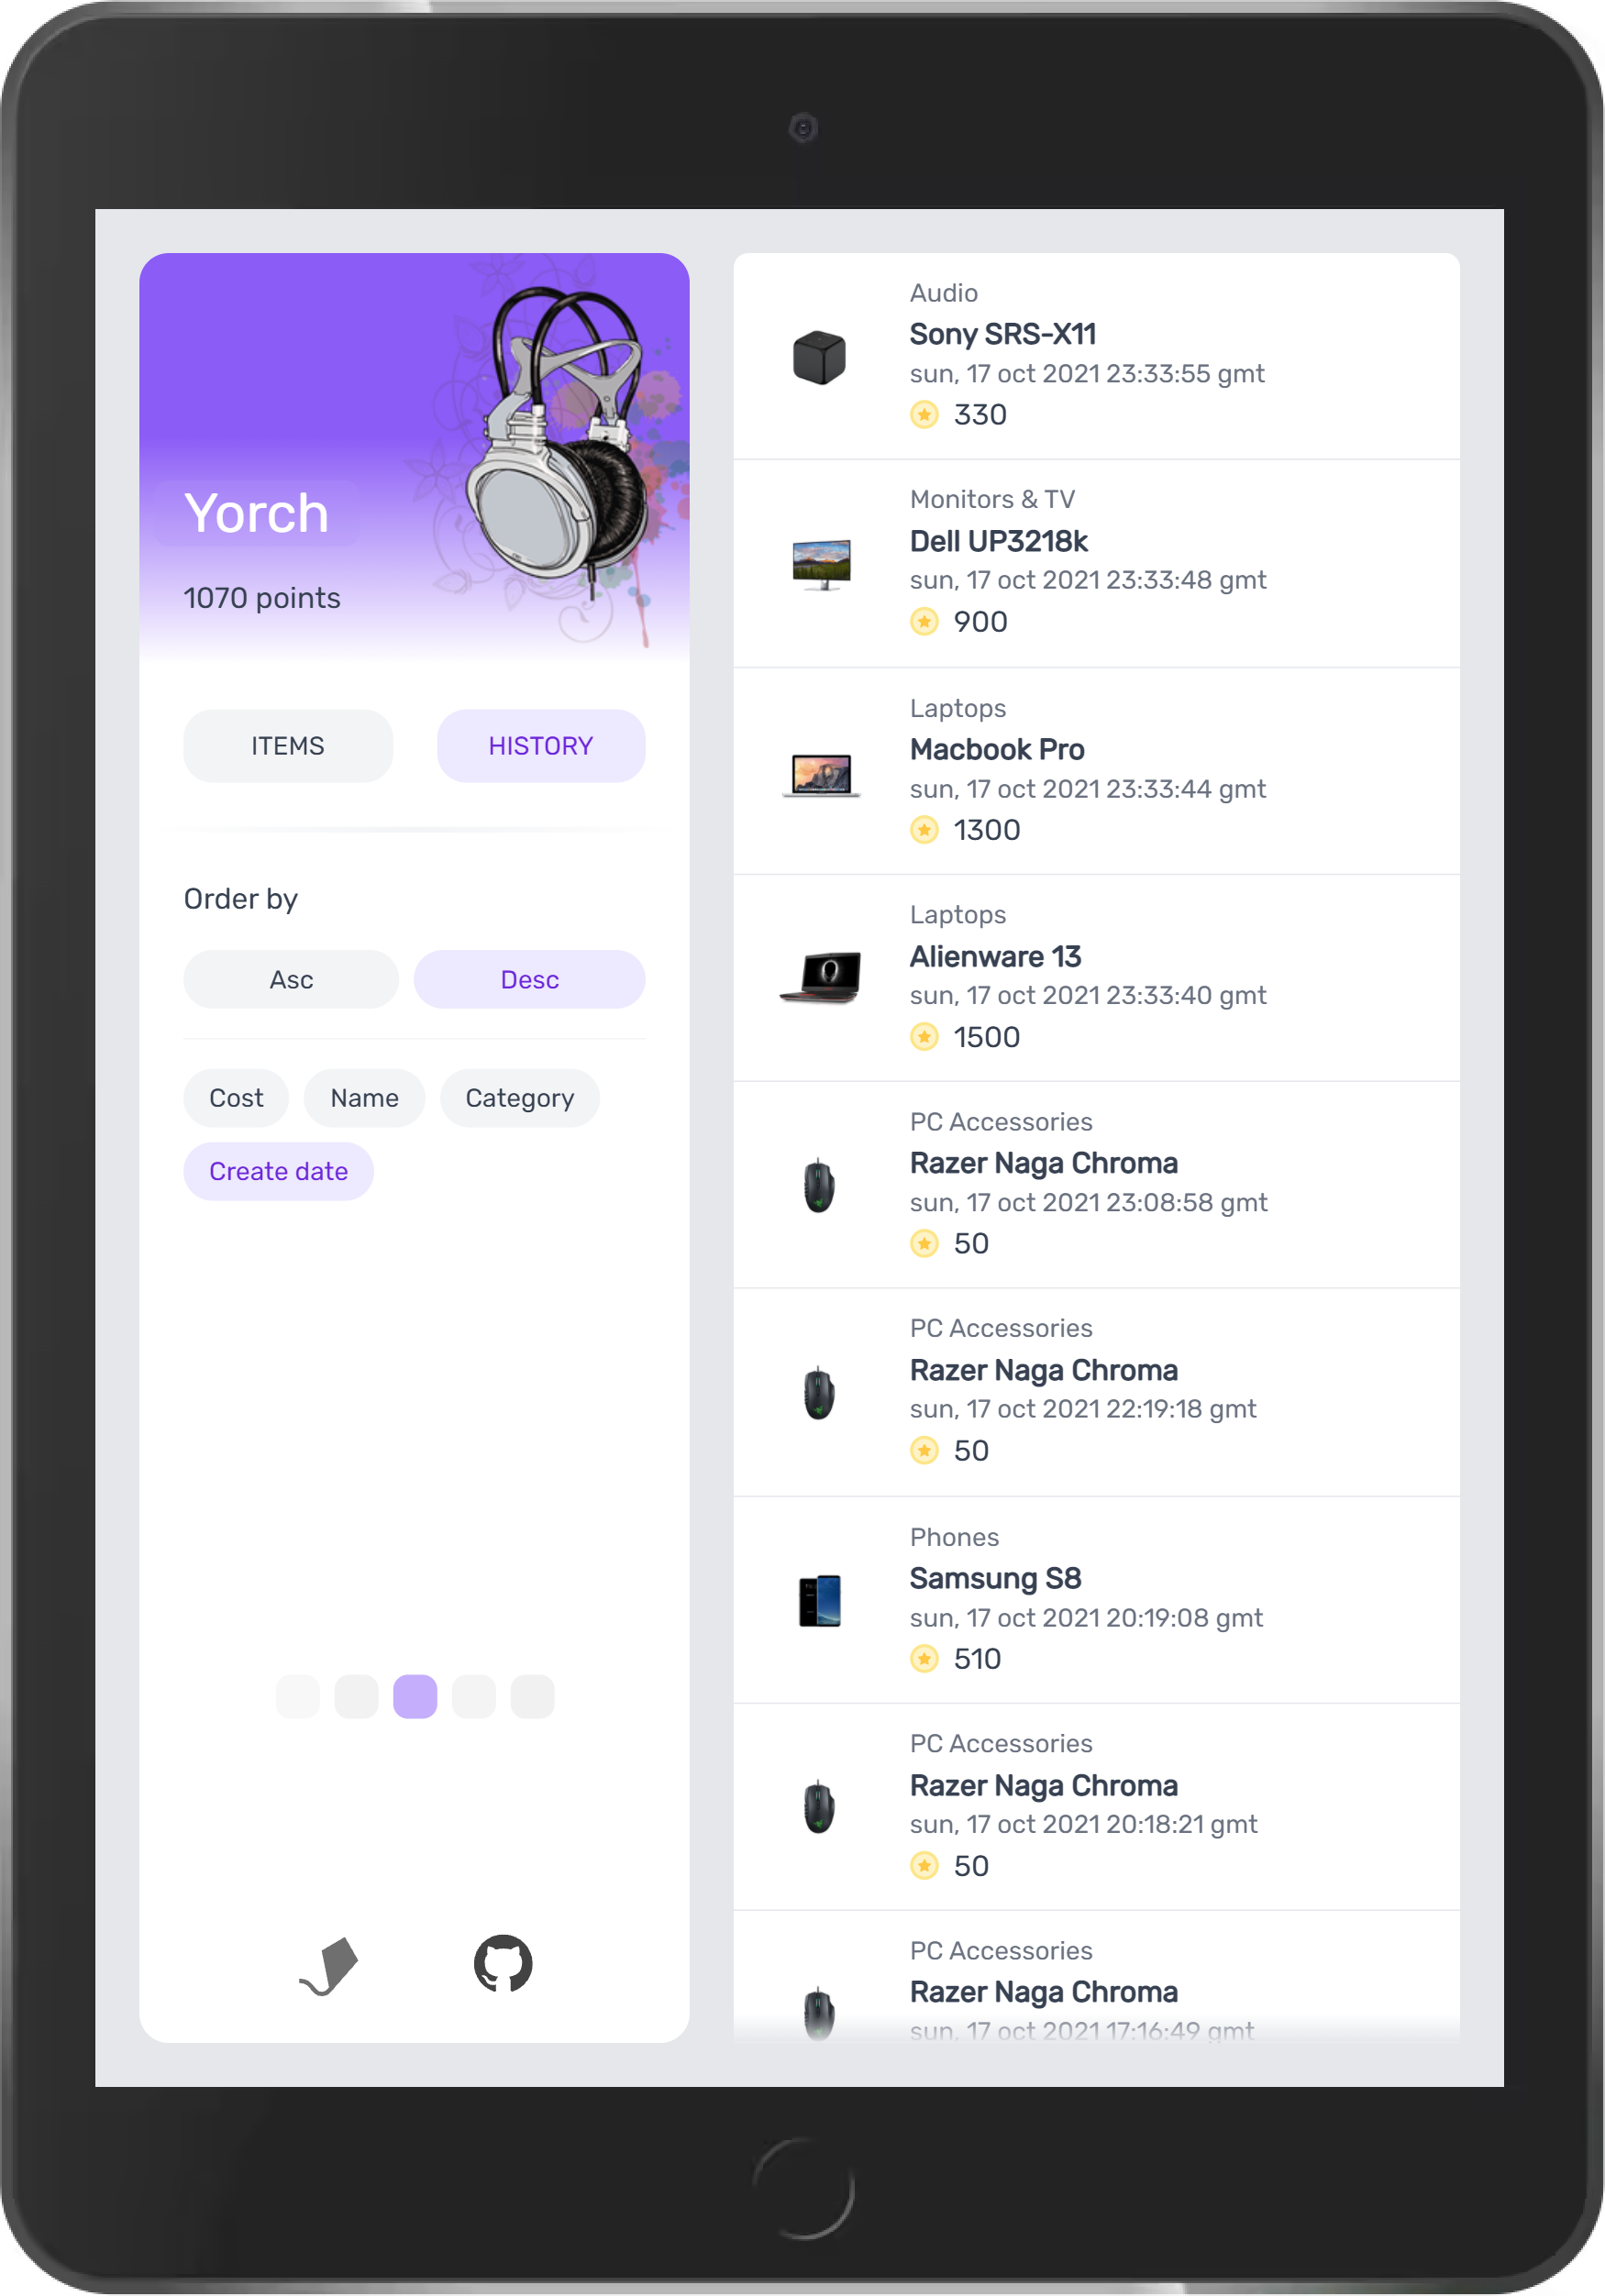 Yorch
1070 points
ITEMS
HISTORY
Order by
Asc
Desc
Cost
Name
Category
Create date
Audio
Sony SRS-X11
sun, 17 oct 2021 23:33:55 gmt
330
Monitors & TV
Dell UP3218k
sun, 17 oct 2021 23:33:48 gmt
900
Laptops
Macbook Pro
sun, 17 oct 2021 23:33:44 gmt
1300
Laptops
Alienware 13
sun, 17 oct 2021 23:33:40 gmt
1500
PC Accessories
Razer Naga Chroma
sun, 17 oct 2021 23:08:58 gmt
50
PC Accessories
Razer Naga Chroma
sun, 17 oct 2021 22:19:18 gmt
50
Phones
Samsung S8
sun, 17 oct 2021 20:19:08 gmt
510
PC Accessories
Razer Naga Chroma
sun, 17 oct 2021 20:18:21 gmt
50
PC Accessories
Razer Naga Chroma
sun, 17 oct 2021 17:16:49 gmt